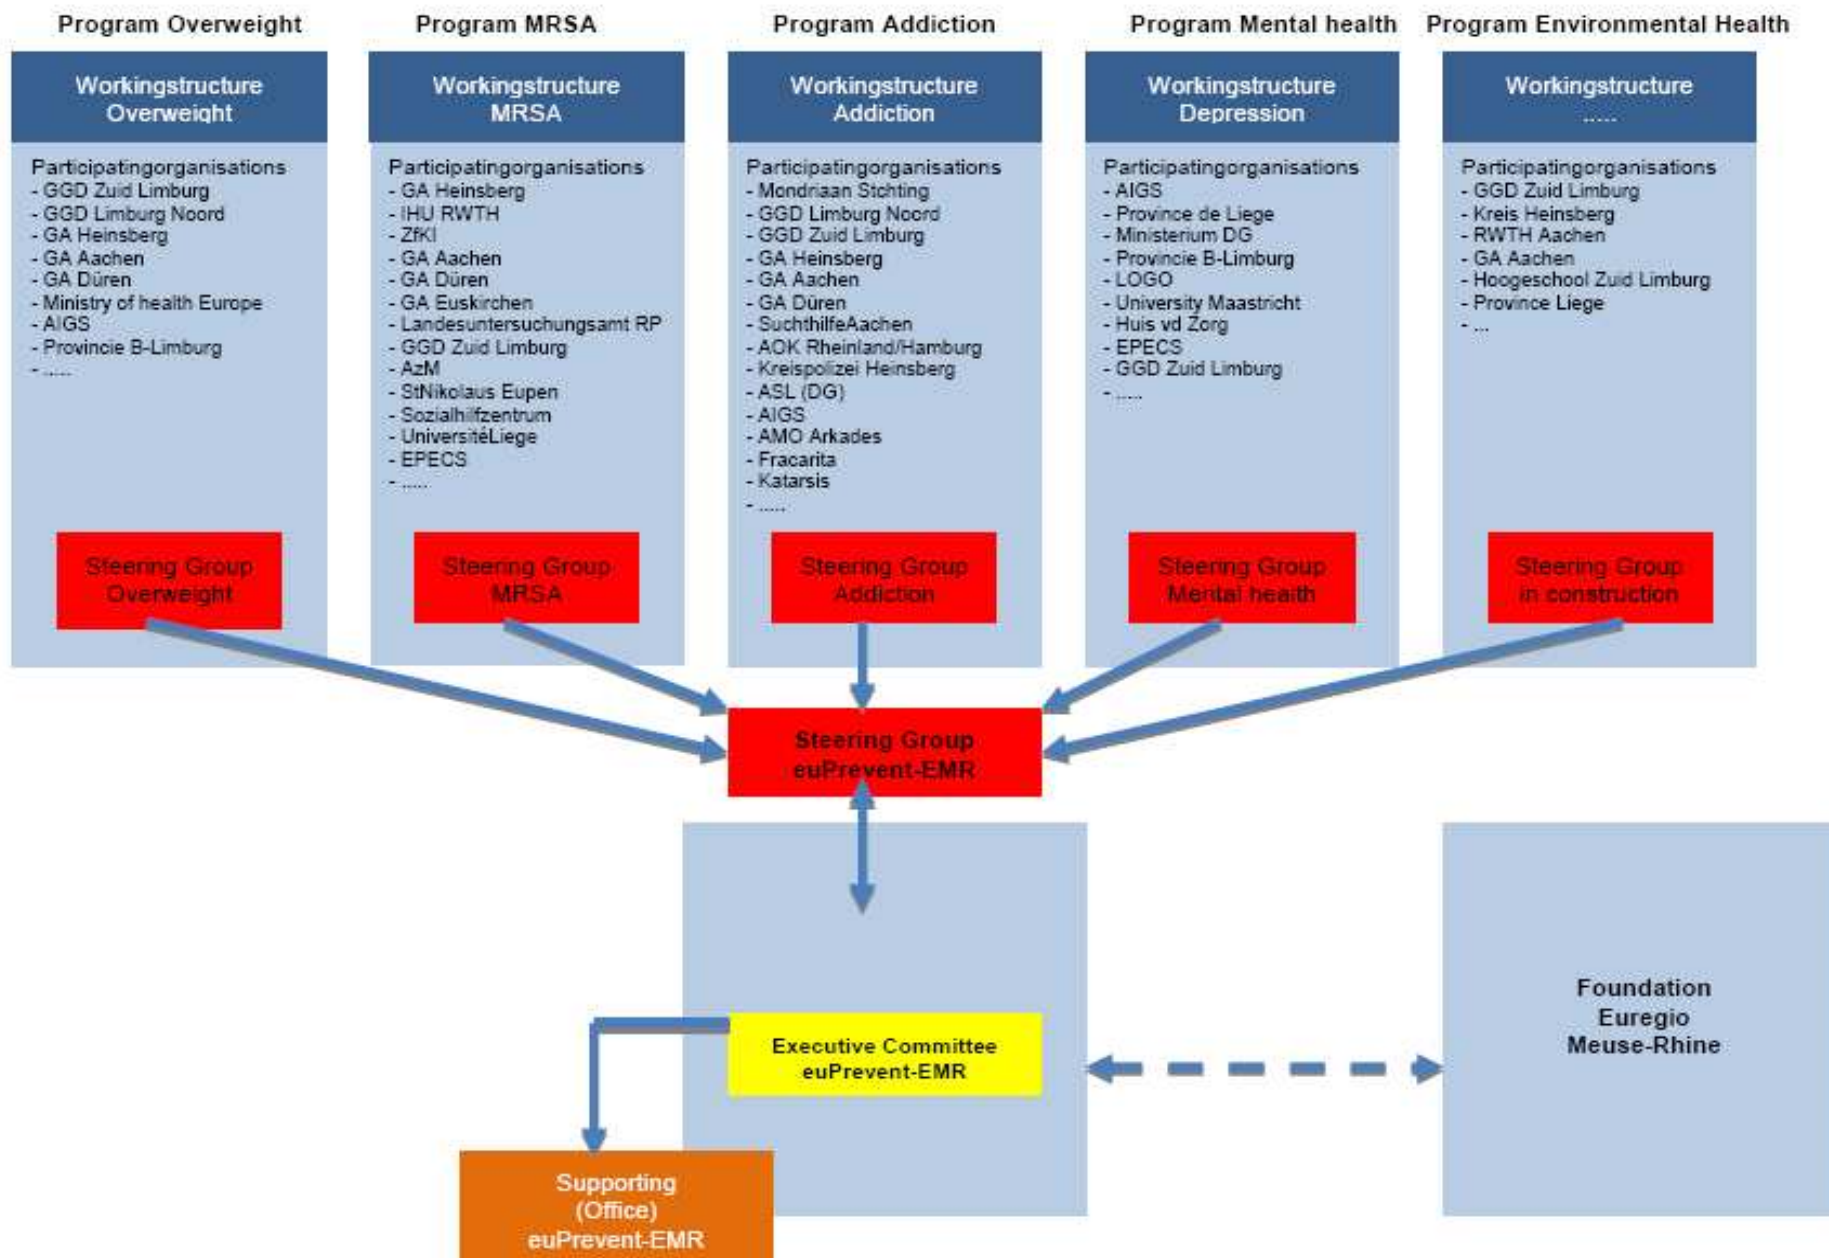 Program Overweight
Program MRSA
Program Addiction
Program Mental health
Program Environmental Health
Workingstructure
Overweight
Participatingorganisations
- GGD Zuid Limburg
- GGD Limburg Noord
- GA Heinsberg
- GA Aachen
- GA Düren
- Ministry of health Europe
- AIGS
- Provincie B-Limburg
- .....
Steering Group
Overweight
Workingstructure
MRSA
Participatingorganisations
- GA Heinsberg
- IHU RWTH
- ZfKI
- GA Aachen
- GA Düren
- GA Euskirchen
- Landesuntersuchungsamt RP
- GGD Zuid Limburg
- AzM
- StNikolaus Eupen
- Sozialhilfzentrum
- UniversitéLiege
- EPECS
- .....
Steering Group
MRSA
Workingstructure
Addiction
Participatingorganisations
- Mondriaan Stchting
- GGD Limburg Noord
- GGD Zuid Limburg
- GA Heinsberg
- GA Aachen
- GA Düren
- SuchthilfeAachen
- AOK Rheinland/Hamburg
- Kreispolizei Heinsberg
- ASL (DG)
- AIGS
- AMO Arkades
- Fracarita
- Katarsis
- .....
Steering Group
Addiction
Workingstructure
Depression
Participatingorganisations
- AIGS
- Province de Liege
- Ministerium DG
- Provincie B-Limburg
- LOGO
- University Maastricht
- Huis vd Zorg
- EPECS
- GGD Zuid Limburg
- .....
Steering Group
Mental health
Workingstructure
.....
Participatingorganisations
- GGD Zuid Limburg
- Kreis Heinsberg
- RWTH Aachen
- GA Aachen
- Hoogeschool Zuid Limburg
- Province Liege
- ...
Steering Group
in construction
Steering Group
euPrevent-EMR
Executive Committee
euPrevent-EMR
Foundation
Euregio
Meuse-Rhine
Supporting
(Office)
euPrevent-EMR